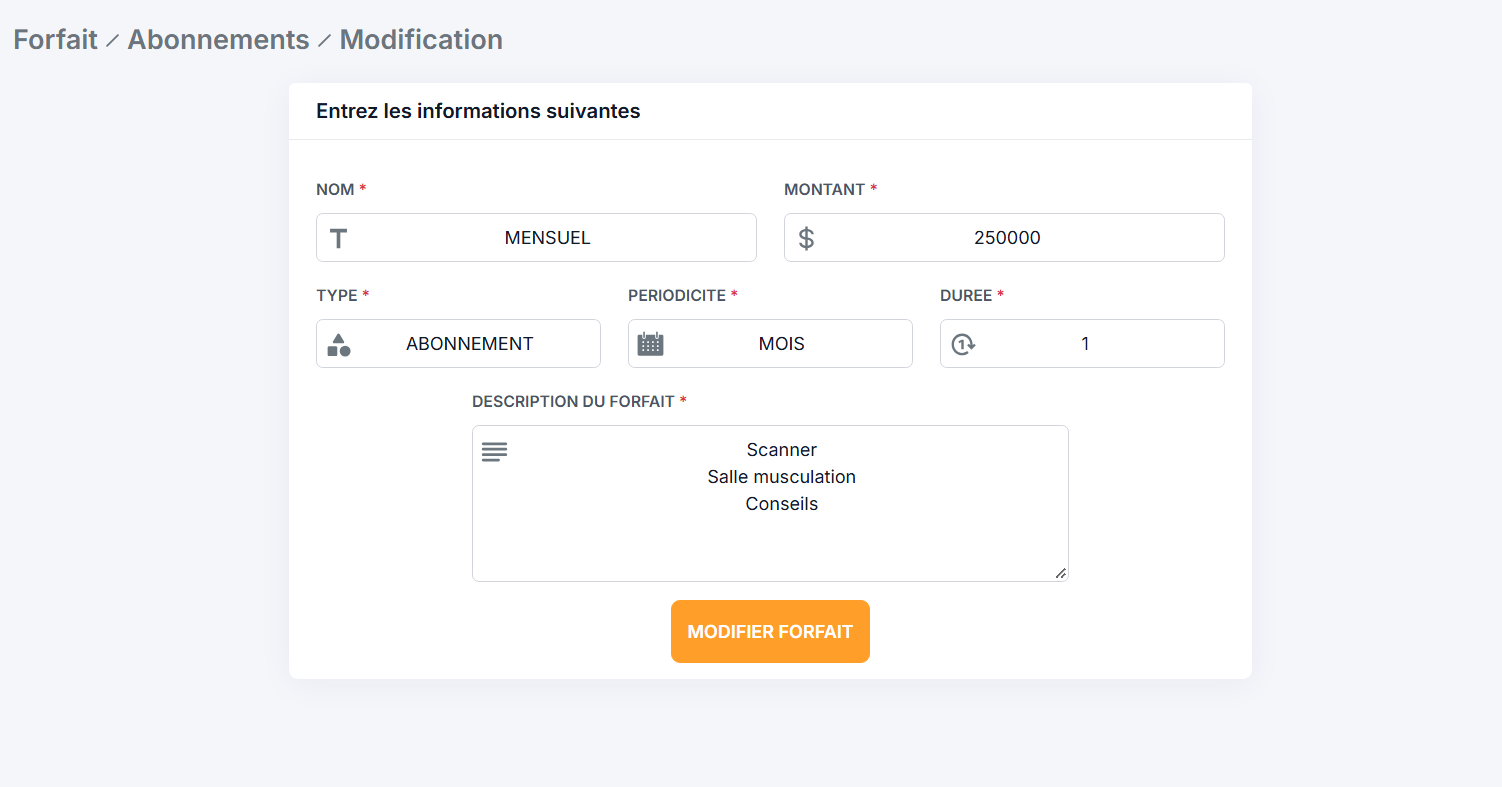 Forfait / Abonnements / Modification
Entrez les informations suivantes
NOM * MONTANT *
MENSUEL 250000
TYPE * PERIODICITE * DUREE *
ABONNEMENT MOIS 1
DESCRIPTION DU FORFAIT *
Scanner
Salle musculation
Conseils
MODIFIER FORFAIT